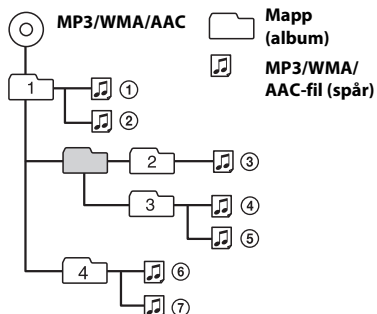 MP3/WMA/AAC
Mapp
(album)
MP3/WMA/
AAC-fil (spår)
1
①
②
2
③
3
④
⑤
4
⑥
⑦